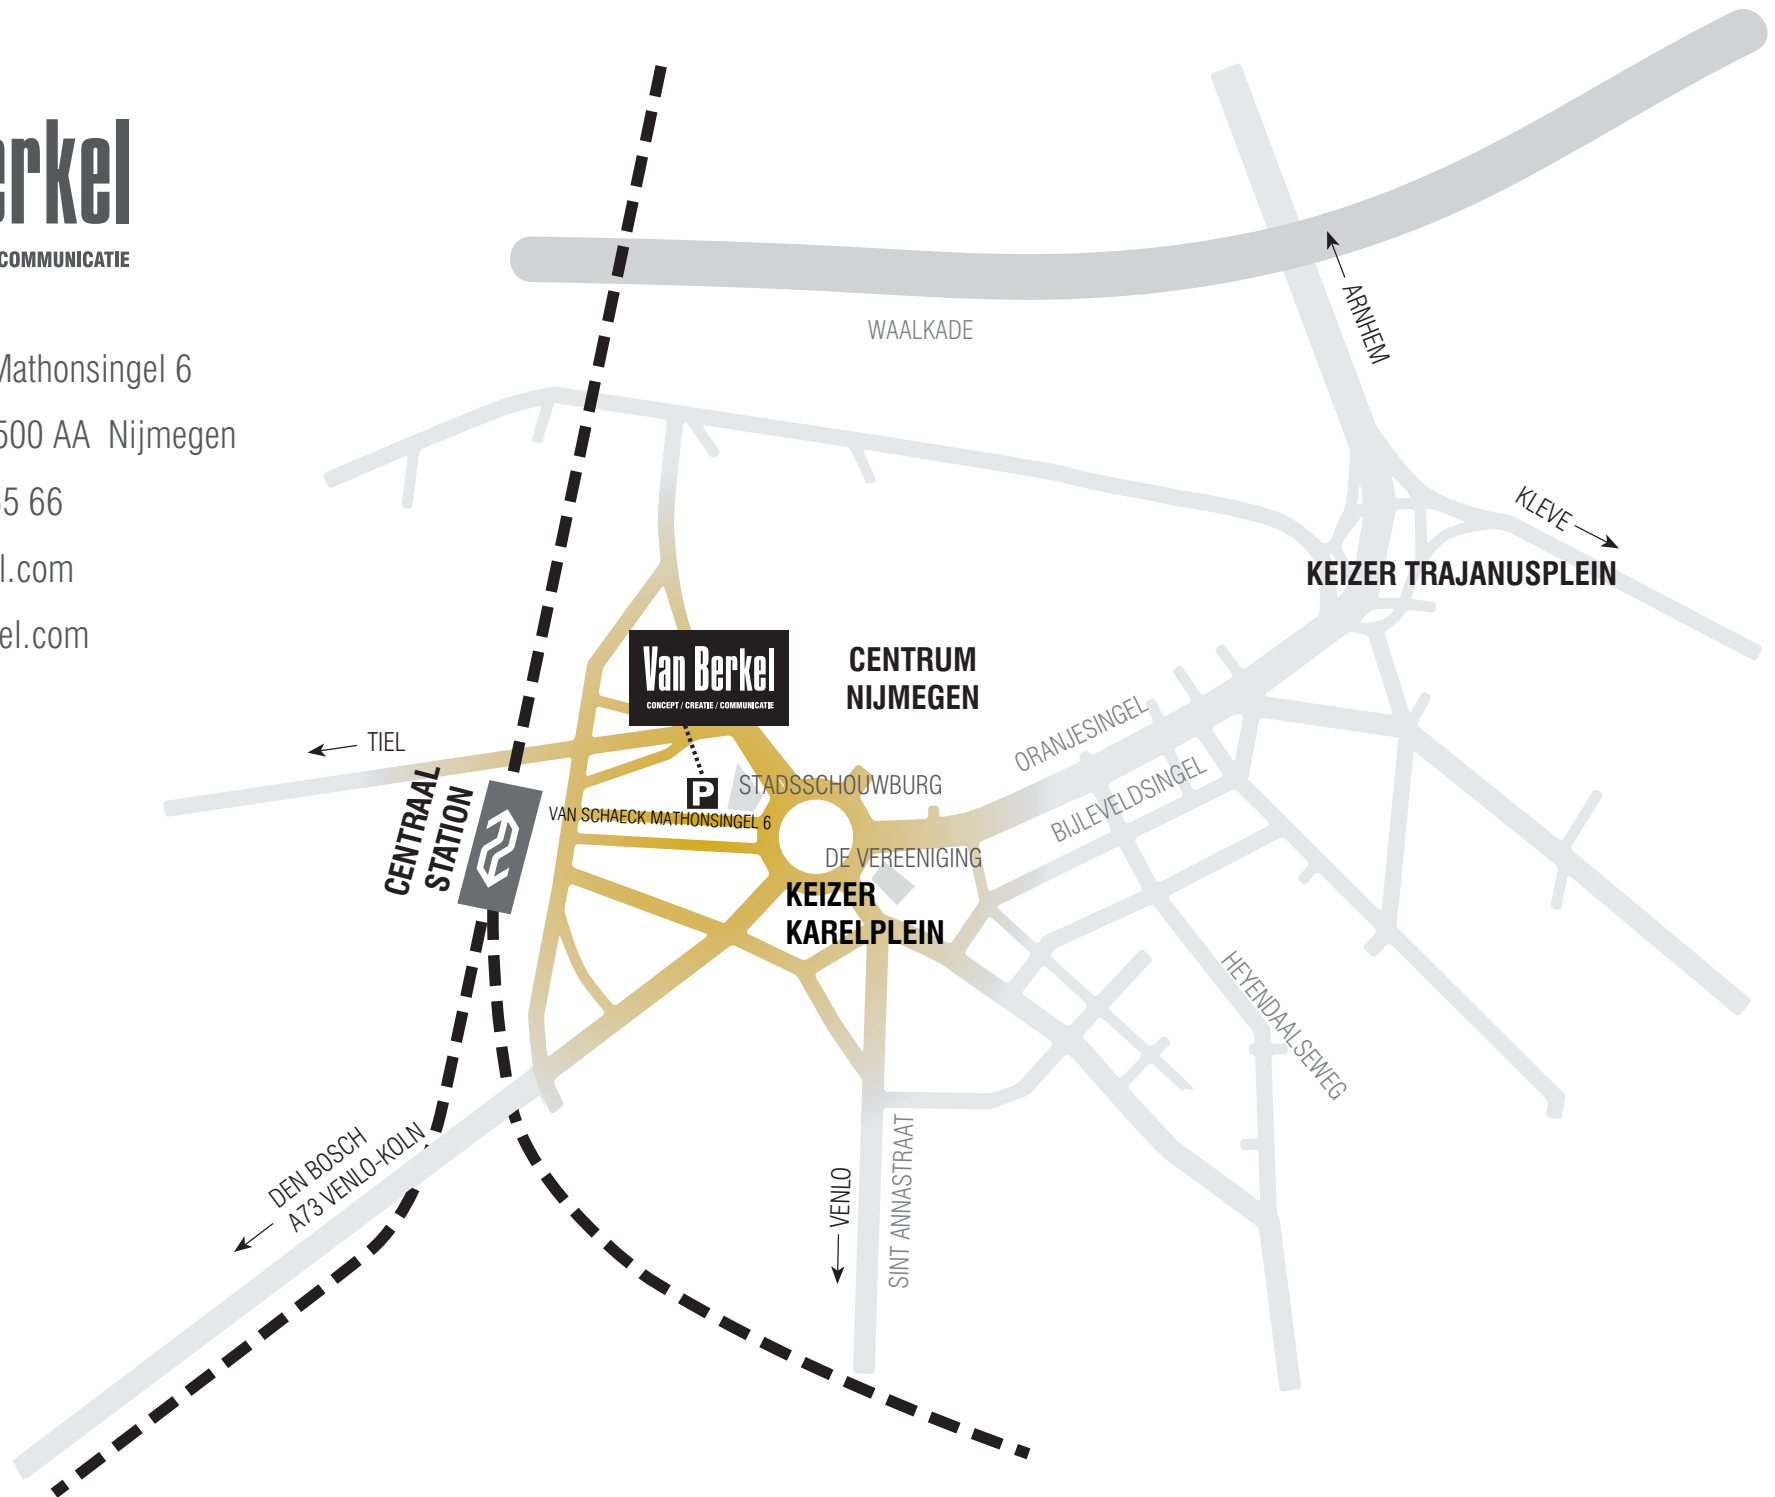 erkel
COMMUNICATIE
Mathonsingel 6
500 AA Nijmegen
5 66
l.com
el.com
WAALKADE
ARNHEM
KLEVE
KEIZER TRAJANUSPLEIN
Van Berkel
CONCEPT / CREATIE / COMMUNICATIE
CENTRUM
NIJMEGEN
ORANJESINGEL
BIJLEVELDSINGEL
TIEL
CENTRAAL
STATION
P
STADSSCHOUWBURG
VAN SCHAECK MATHONSINGEL 6
DE VEREENIGING
KEIZER
KARELPLEIN
HEYENDAALSEWEG
DEN BOSCH
A73 VENLO-KOLN
VENLO
SINT ANNASTRAAT